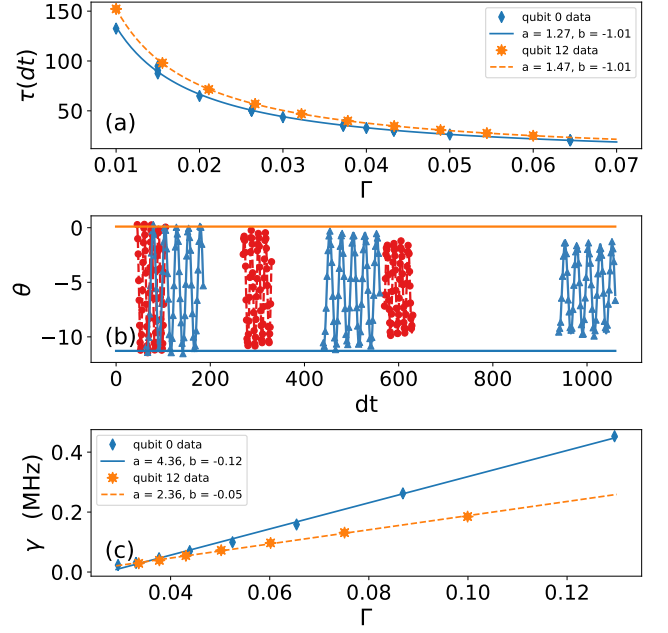 150
100
50
τ(dt)
(a)
qubit 0 data
a = 1.27, b = -1.01
qubit 12 data
a = 1.47, b = -1.01
0.01 0.02 0.03 0.04 0.05 0.06 0.07
Γ
0
−5
−10
θ
(b)
0 200 400 600 800 1000
dt
0.4
0.2
0.0
γ (MHz)
qubit 0 data
a = 4.36, b = -0.12
qubit 12 data
a = 2.36, b = -0.05
(c)
0.04 0.06 0.08 0.10 0.12
Γ